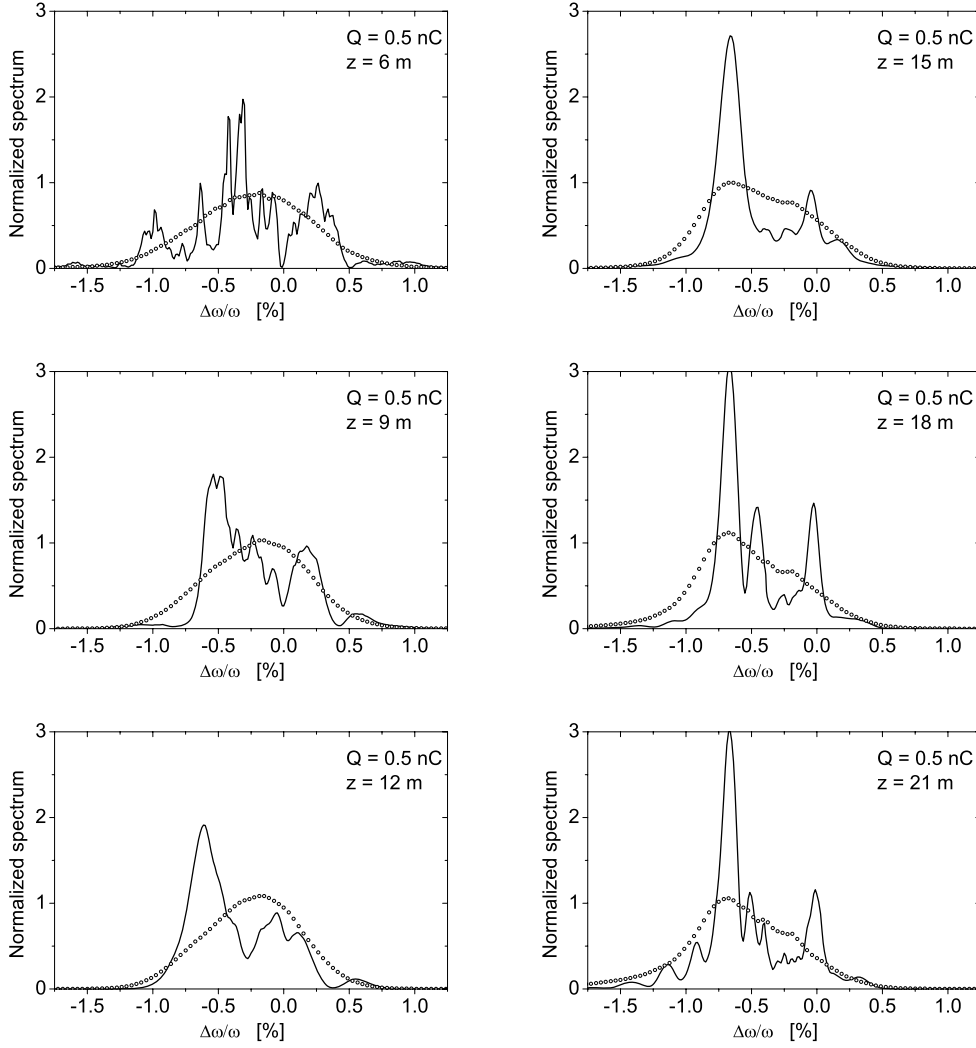 3
2
1
0
Normalized spectrum
Q = 0.5 nC
z = 6 m
-1.5 -1.0 -0.5 0.0 0.5 1.0
Δω/ω [%]
3
2
1
0
Normalized spectrum
Q = 0.5 nC
z = 15 m
-1.5 -1.0 -0.5 0.0 0.5 1.0
Δω/ω [%]
3
2
1
0
Normalized spectrum
Q = 0.5 nC
z = 9 m
-1.5 -1.0 -0.5 0.0 0.5 1.0
Δω/ω [%]
3
2
1
0
Normalized spectrum
Q = 0.5 nC
z = 18 m
-1.5 -1.0 -0.5 0.0 0.5 1.0
Δω/ω [%]
3
2
1
0
Normalized spectrum
Q = 0.5 nC
z = 12 m
-1.5 -1.0 -0.5 0.0 0.5 1.0
Δω/ω [%]
3
2
1
0
Normalized spectrum
Q = 0.5 nC
z = 21 m
-1.5 -1.0 -0.5 0.0 0.5 1.0
Δω/ω [%]